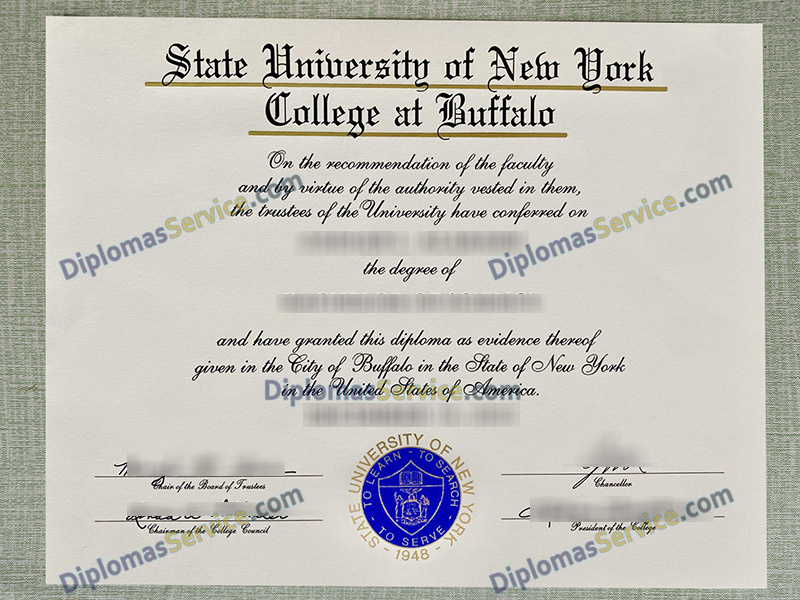 State University of New York
College at Buffalo
On the recommendation of the faculty
and by virtue of the authority vested in them,
the trustees of the University have conferred on
DiplomasService.com
DiplomasService.com
the degree of
and have granted this diploma as evidence thereof
given in the City of Buffalo in the State of New York
in the United States of America.
DiplomasService.com
Chair of the Board of Trustees
Chancellor
Chairman of the College Council
President of the College
STATE UNIVERSITY OF NEW YORK
TO LEARN - TO SEARCH
TO SERVE
1948
DiplomasService.com
DiplomasService.com